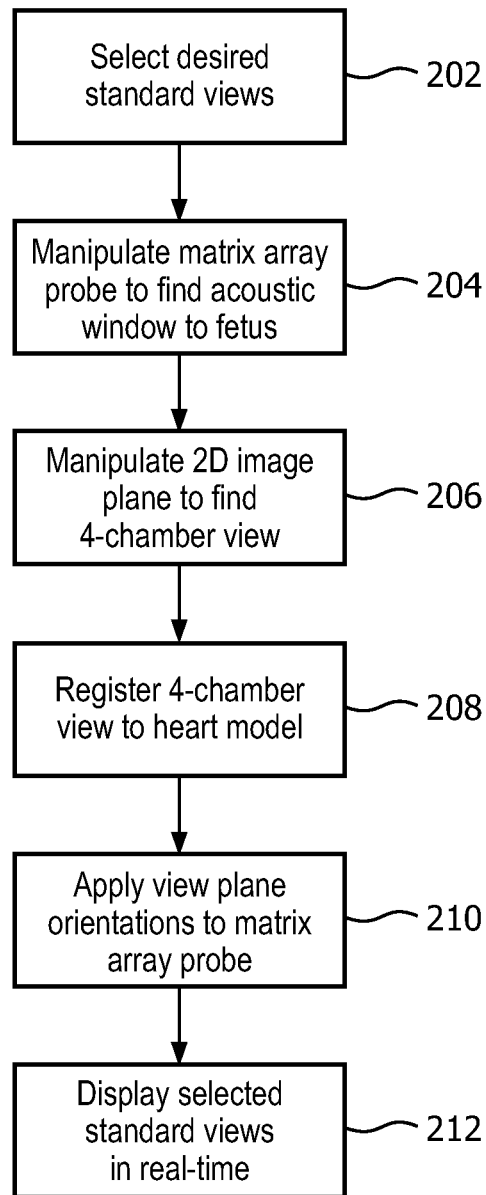 Select desired
standard views
202
Manipulate matrix array
probe to find acoustic
window to fetus
204
Manipulate 2D image
plane to find
4-chamber view
206
Register 4-chamber
view to heart model
208
Apply view plane
orientations to matrix
array probe
210
Display selected
standard views
in real-time
212